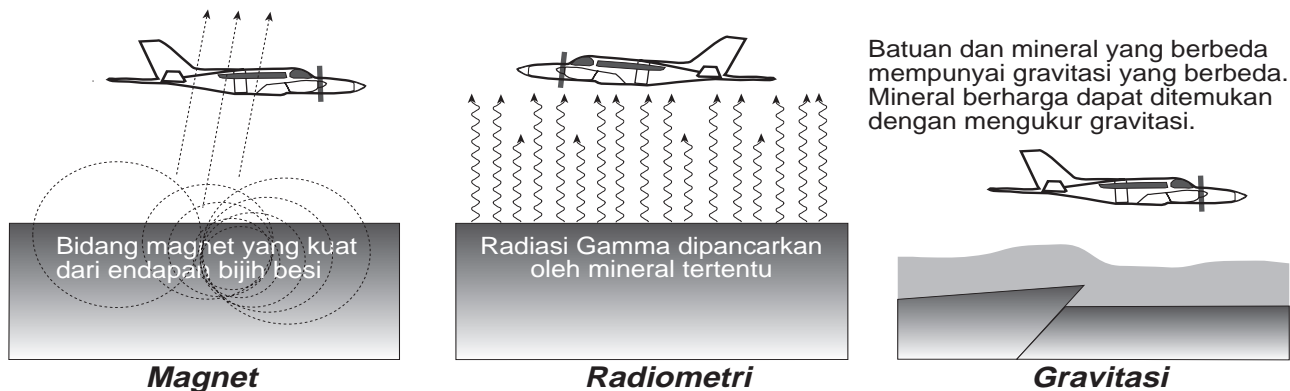 Bidang magnet yang kuat
dari endapan bijih besi
Magnet
Radiasi Gamma dipancarkan
oleh mineral tertentu
Radiometri
Batuan dan mineral yang berbeda
mempunyai gravitasi yang berbeda.
Mineral berharga dapat ditemukan
dengan mengukur gravitasi.
Gravitasi